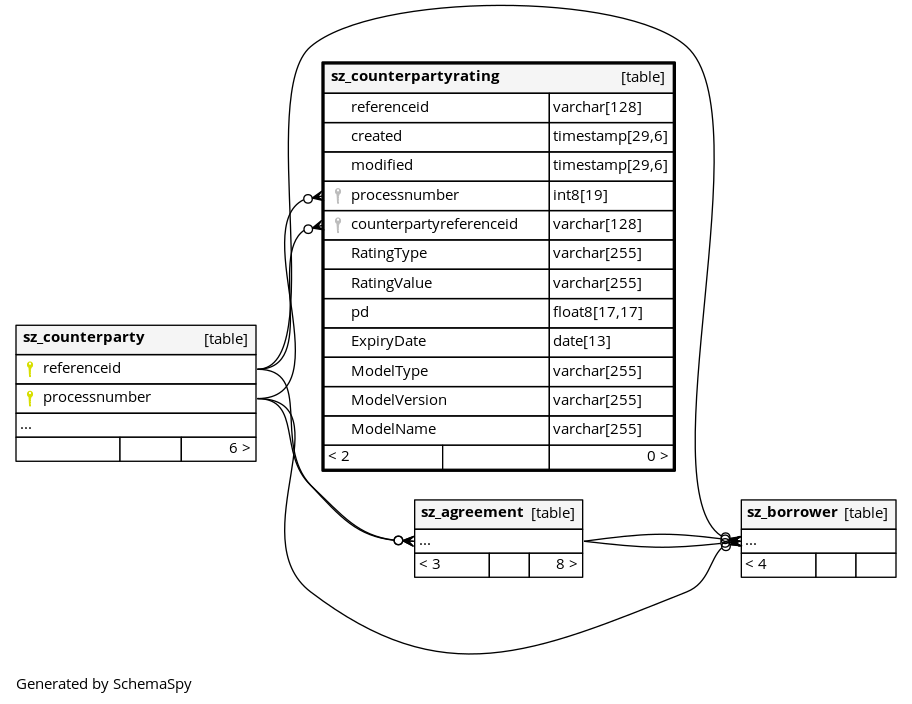 sz_counterpartyrating [table]
referenceid varchar[128]
created timestamp[29,6]
modified timestamp[29,6]
processnumber int8[19]
counterpartyreferenceid varchar[128]
RatingType varchar[255]
RatingValue varchar[255]
pd float8[17,17]
ExpiryDate date[13]
ModelType varchar[255]
ModelVersion varchar[255]
ModelName varchar[255]
< 2 0 >
sz_counterparty [table]
referenceid
processnumber
...
6 >
sz_agreement [table]
...
< 3 8 >
sz_borrower [table]
...
< 4
Generated by SchemaSpy